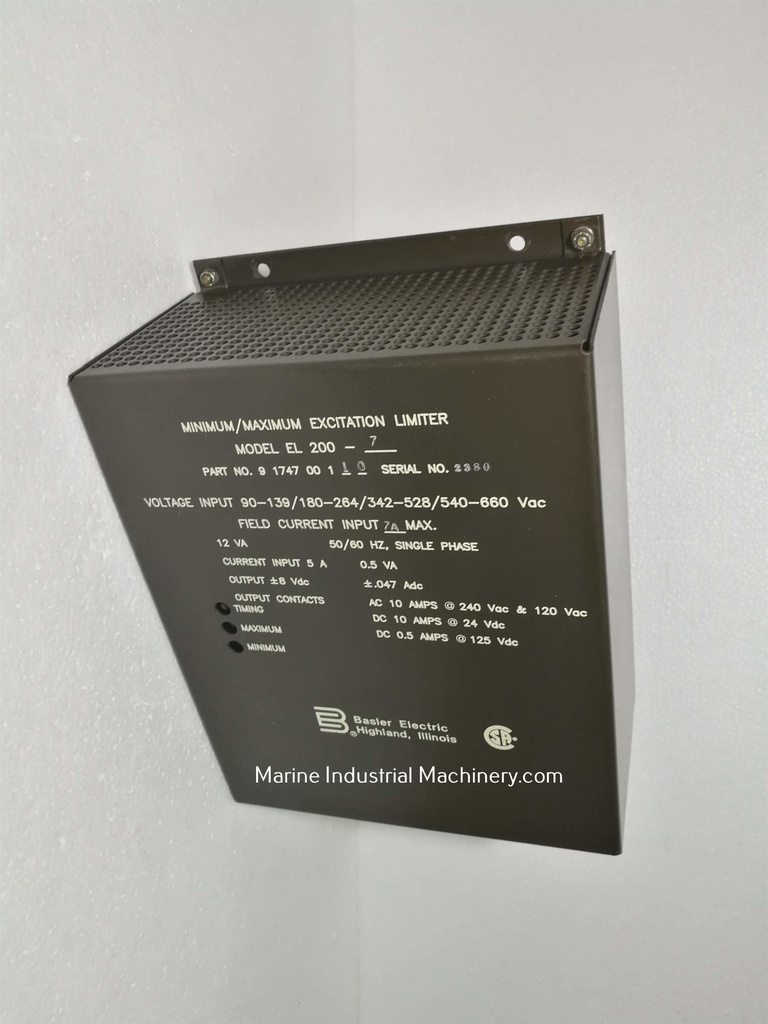 MINIMUM/MAXIMUM EXCITATION LIMITER
MODEL EL 200 - 7
PART NO. 9 1747 00 1 1 0 SERIAL NO. 2380
VOLTAGE INPUT 90-139/180-264/342-528/540-660 Vac
FIELD CURRENT INPUT 7A MAX.
12 VA 50/60 HZ, SINGLE PHASE
CURRENT INPUT 5 A 0.5 VA
OUTPUT ±8 Vdc ±.047 Adc
OUTPUT CONTACTS AC 10 AMPS @ 240 Vac & 120 Vac
TIMING DC 10 AMPS @ 24 Vdc
MAXIMUM DC 0.5 AMPS @ 125 Vdc
MINIMUM
Basler Electric
®Highland, Illinois
SA
Marine Industrial Machinery.com